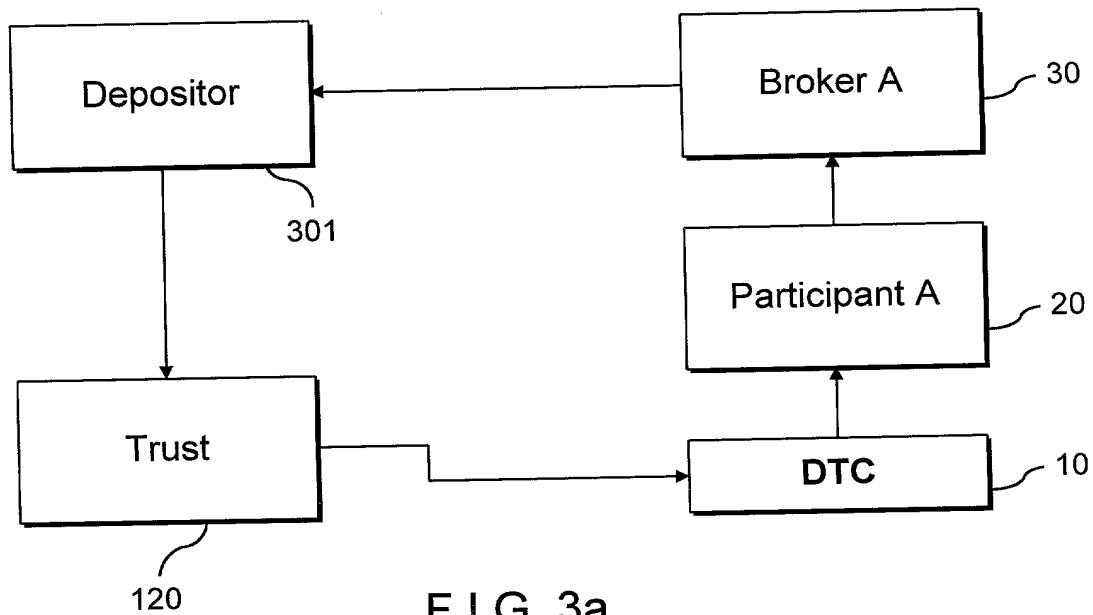 Depositor
Broker A
30
301
Participant A
20
Trust
DTC
10
120
F I G. 3a